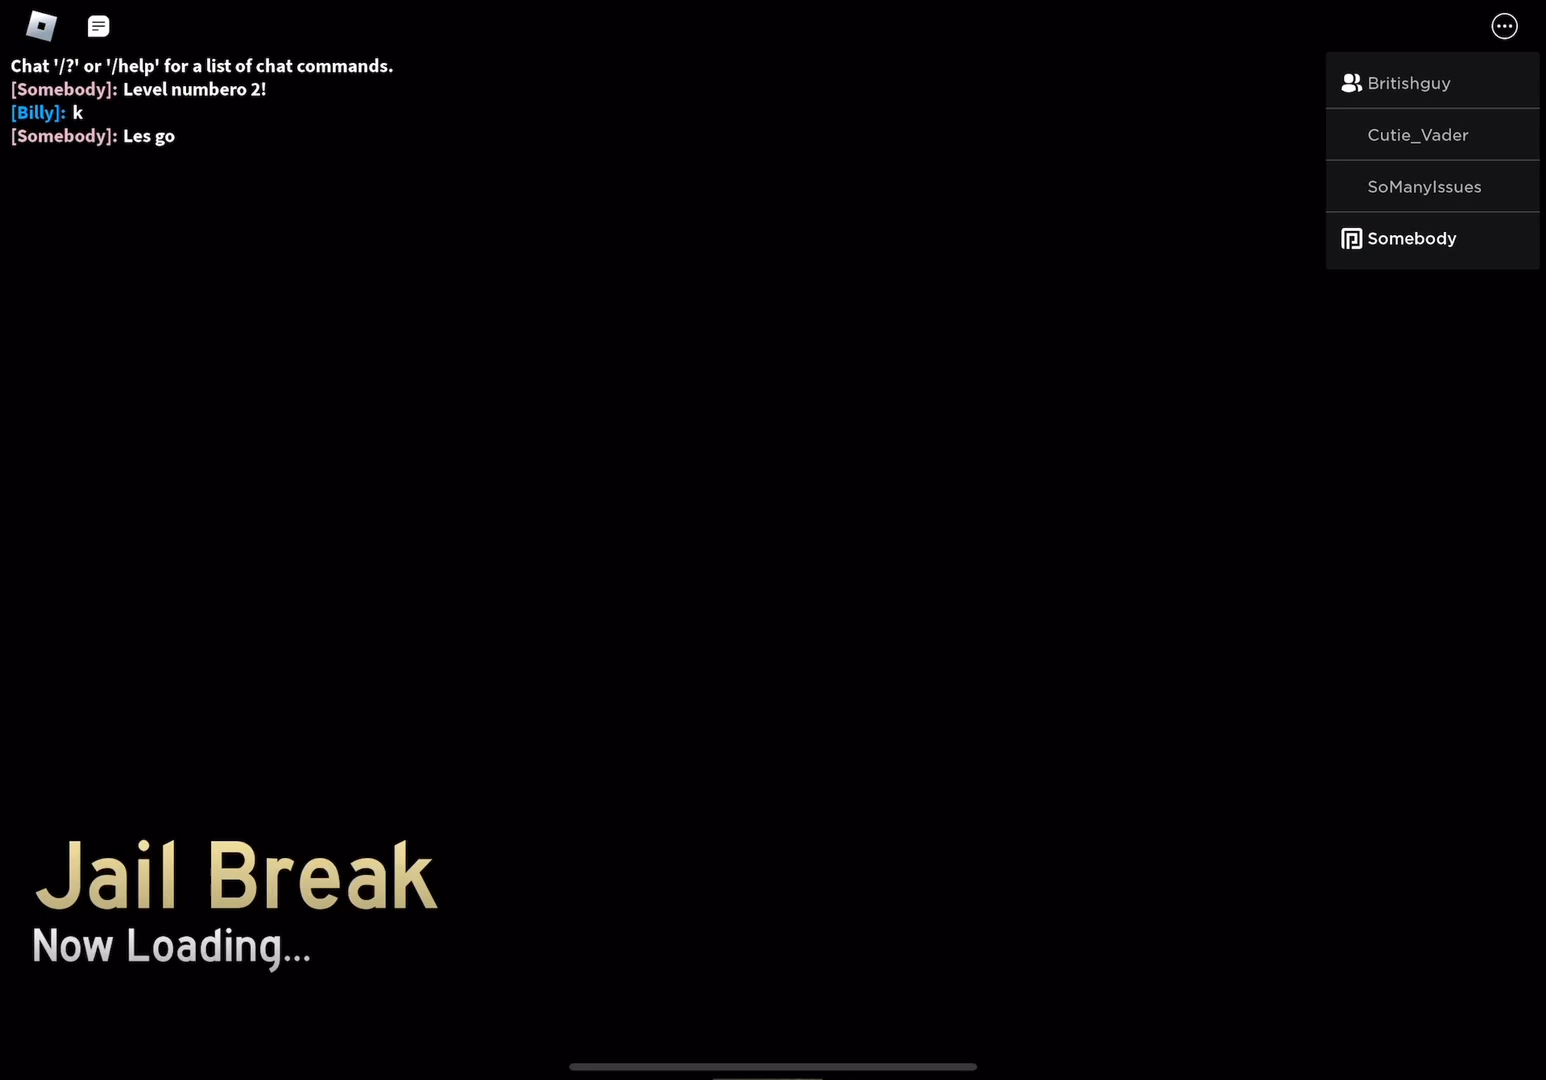 Chat '/?' or '/help' for a list of chat commands.
[Somebody]: Level numbero 2!
[Billy]: k
[Somebody]: Les go
Britishguy
Cutie_Vader
SoManyIssues
Somebody
Jail Break
Now Loading...